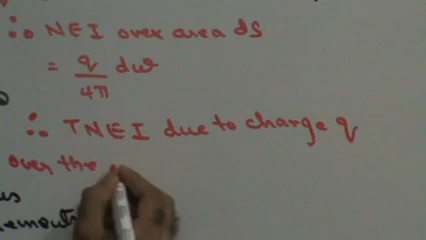 ∴ NEI over area ds
= q/4π dω
∴ TNEI due to charge q
over the